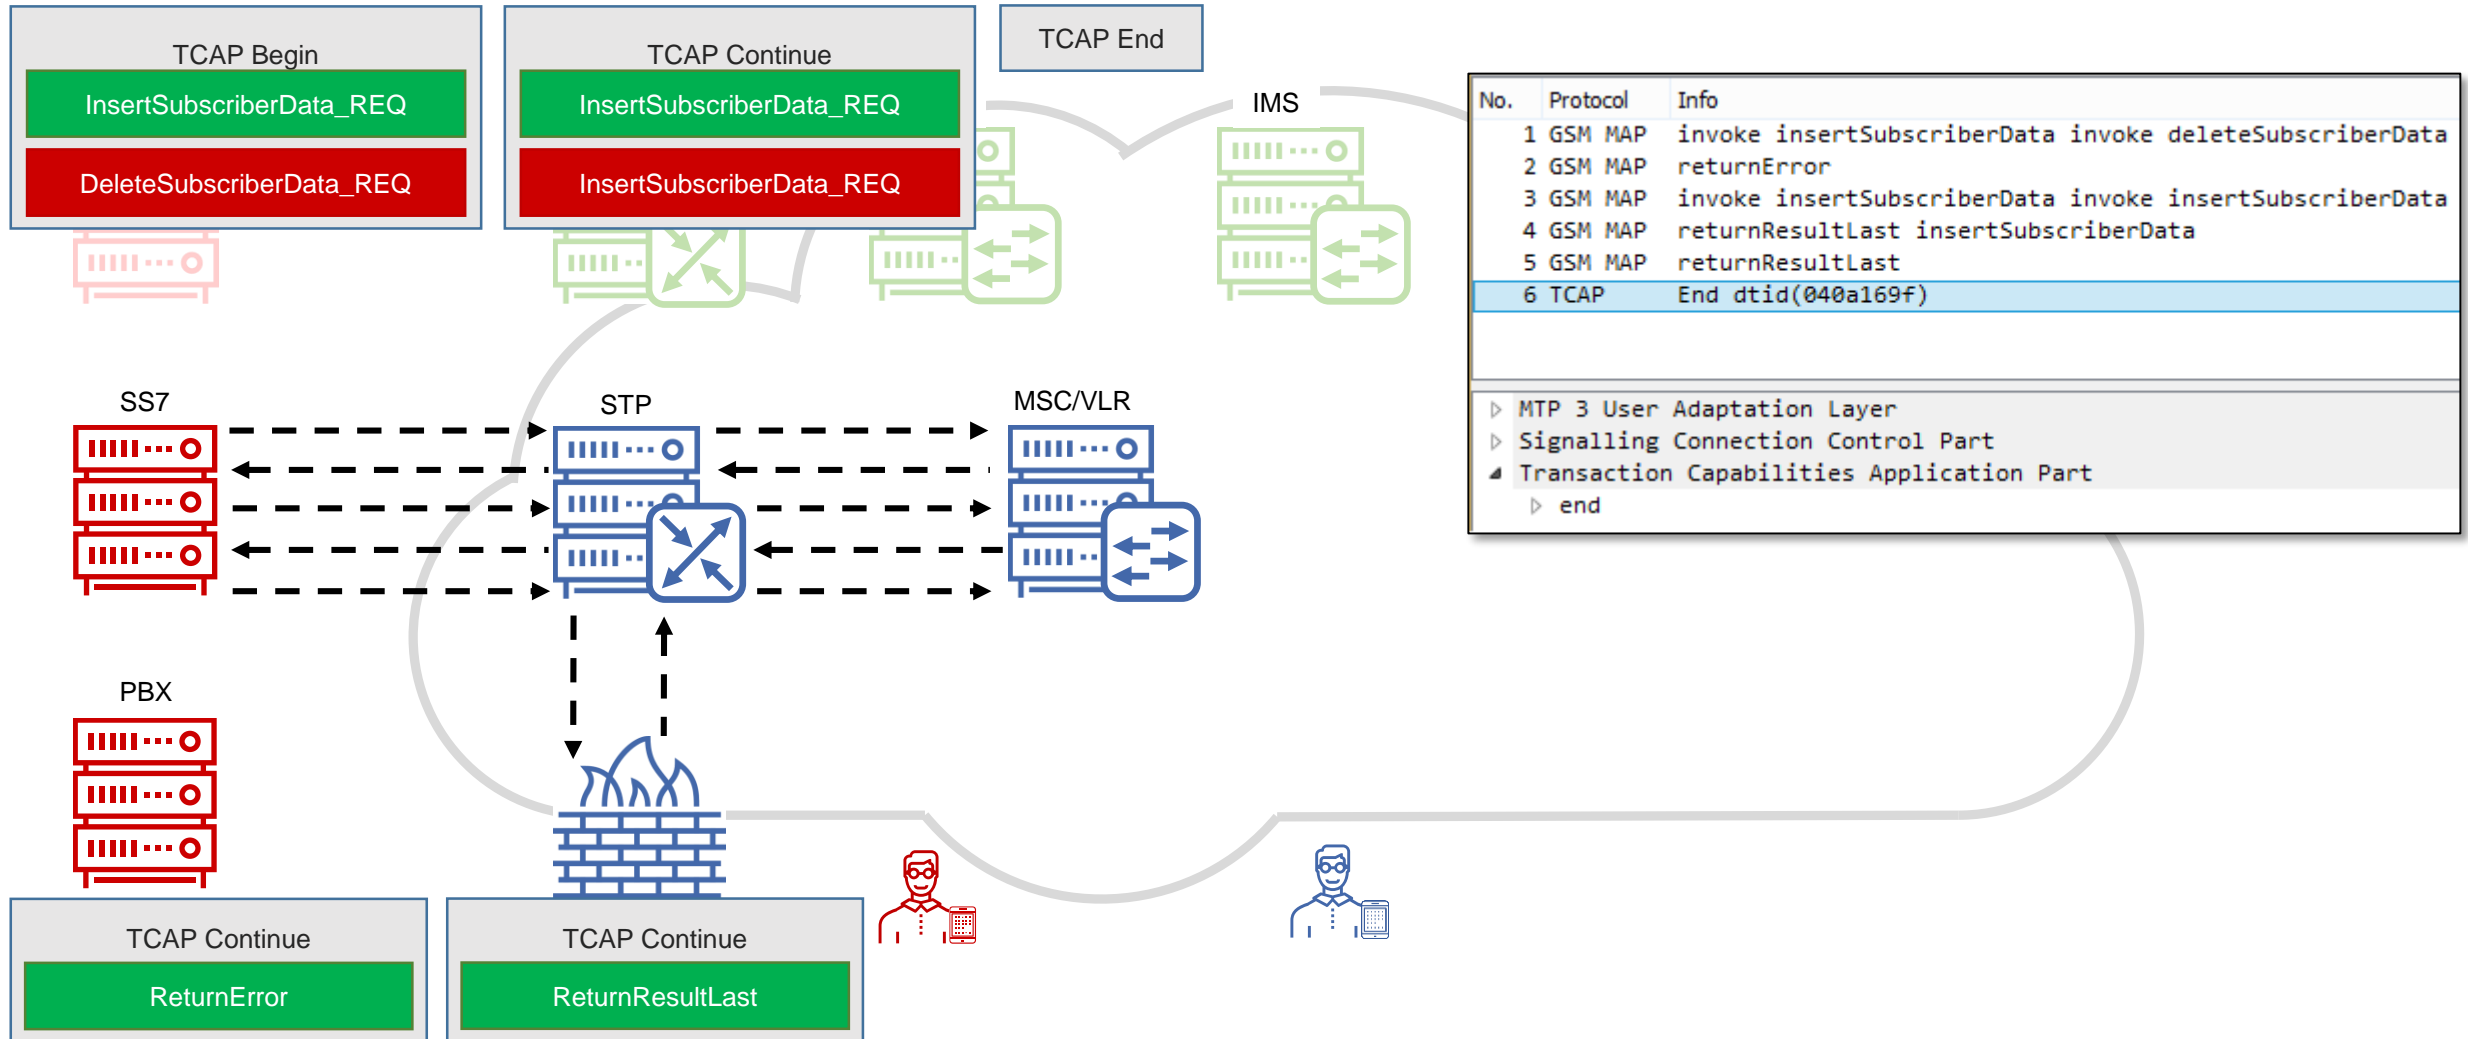 TCAP Begin
InsertSubscriberData_REQ
DeleteSubscriberData_REQ
TCAP Continue
InsertSubscriberData_REQ
InsertSubscriberData_REQ
TCAP End
IMS
No. Protocol Info
1 GSM MAP invoke insertSubscriberData invoke deleteSubscriberData
2 GSM MAP returnError
3 GSM MAP invoke insertSubscriberData invoke insertSubscriberData
4 GSM MAP returnResultLast insertSubscriberData
5 GSM MAP returnResultLast
6 TCAP End dtid(040a169f)
MTP 3 User Adaptation Layer
Signalling Connection Control Part
Transaction Capabilities Application Part
end
SS7
STP
MSC/VLR
PBX
TCAP Continue
ReturnError
TCAP Continue
ReturnResultLast